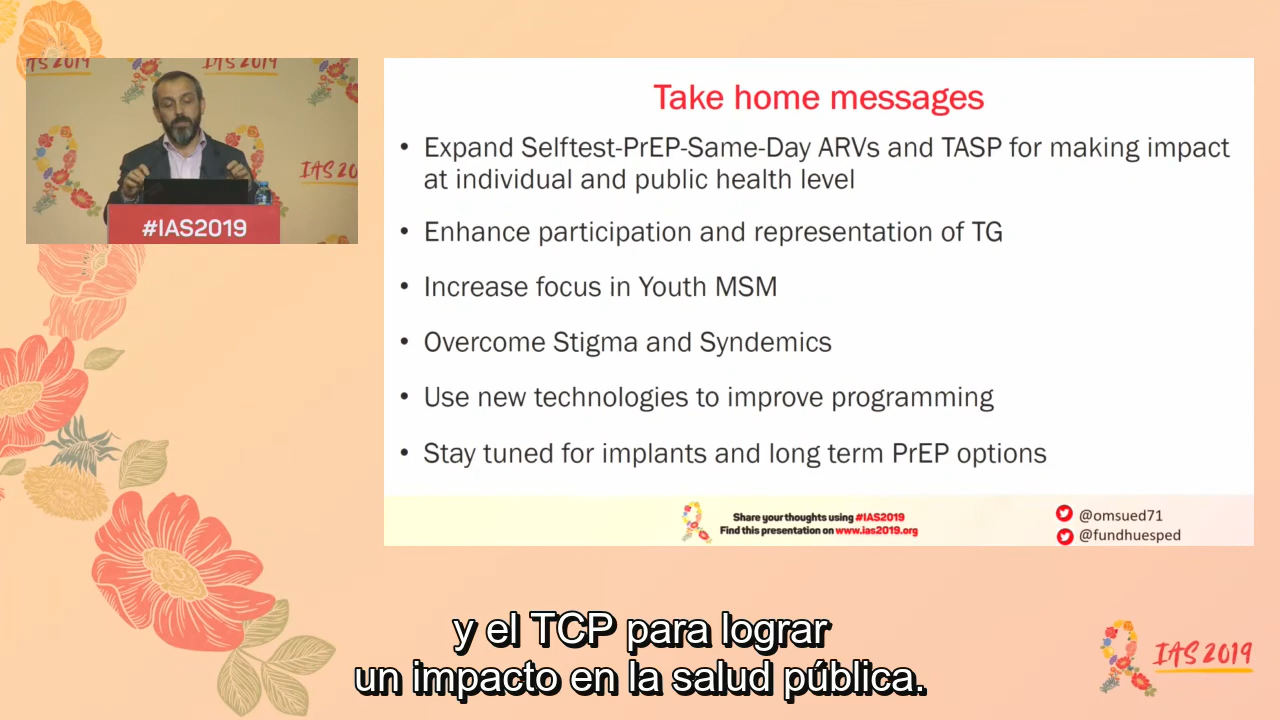 IAS 2019
IAS 2019
IAS 20
#IAS2019
Take home messages
• Expand Selftest-PrEP-Same-Day ARVs and TASP for making impact
at individual and public health level
• Enhance participation and representation of TG
• Increase focus in Youth MSM
• Overcome Stigma and Syndemics
• Use new technologies to improve programming
• Stay tuned for implants and long term PrEP options
Share your thoughts using #IAS2019
Find this presentation on www.ias2019.org
@omsued71
@fundhuesped
y el TCP para lograr
un impacto en la salud pública.
IAS 2019